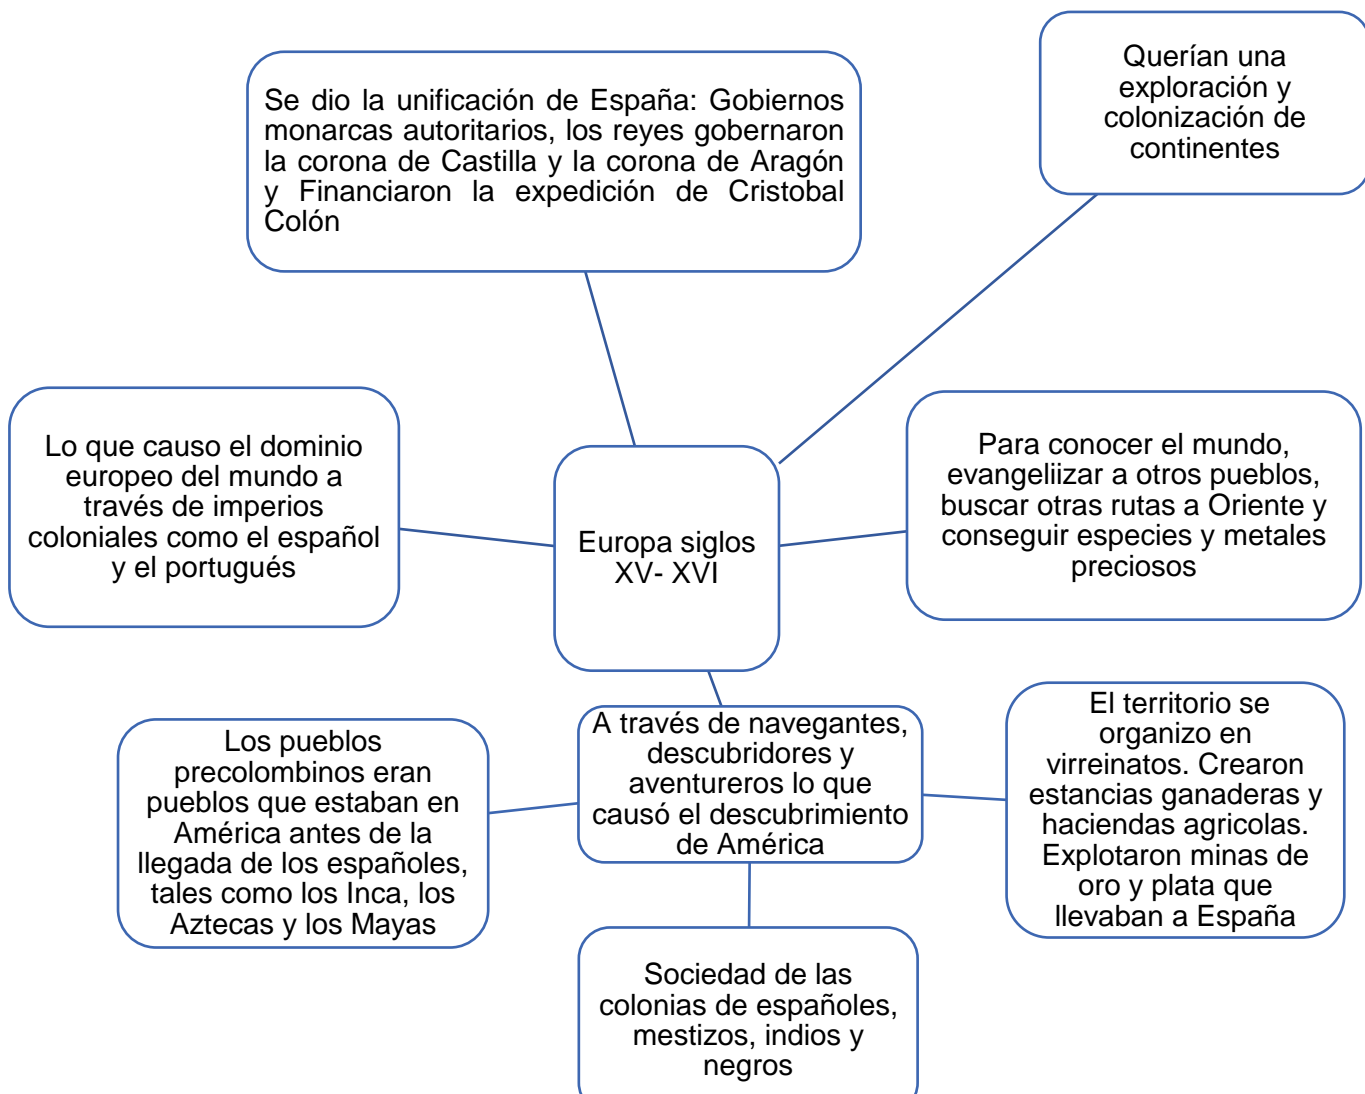 Se dio la unificación de España: Gobiernos
monarcas autoritarios, los reyes gobernaron
la corona de Castilla y la corona de Aragón
y Financiaron la expedición de Cristobal
Colón
Querían una
exploración y
colonización de
continentes
Lo que causo el dominio
europeo del mundo a
través de imperios
coloniales como el español
y el portugués
Europa siglos
XV- XVI
Para conocer el mundo,
evangeliizar a otros pueblos,
buscar otras rutas a Oriente y
conseguir especies y metales
preciosos
Los pueblos
precolombinos eran
pueblos que estaban en
América antes de la
llegada de los españoles,
tales como los Inca, los
Aztecas y los Mayas
A través de navegantes,
descubridores y
aventureros lo que
causó el descubrimiento
de América
El territorio se
organizo en
virreinatos. Crearon
estancias ganaderas y
haciendas agricolas.
Explotaron minas de
oro y plata que
llevaban a España
Sociedad de las
colonias de españoles,
mestizos, indios y
negros